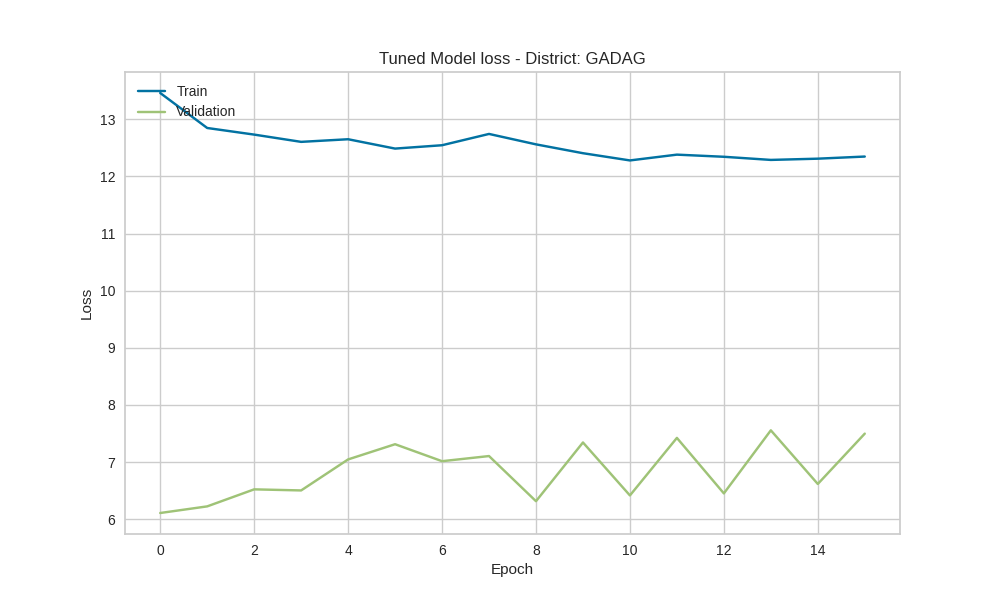 Tuned Model loss - District: GADAG
Train
Validation
13
12
11
10
9
8
7
6
Loss
0 2 4 6 8 10 12 14
Epoch